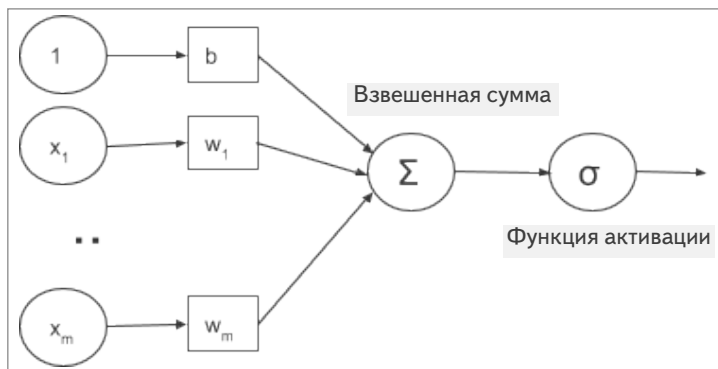 1
b
Взвешенная сумма
x₁
w₁
Σ
σ
..
Функция активации
xₘ
wₘ